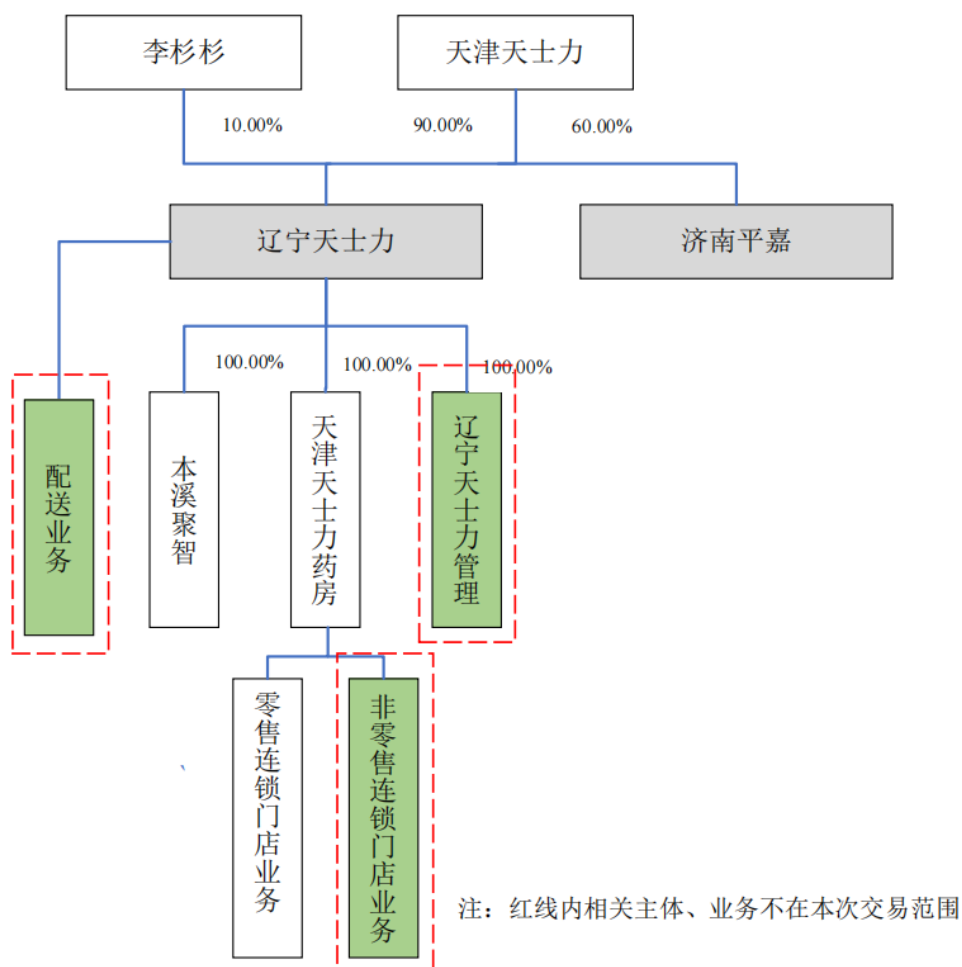 李杉杉
天津天士力
10.00%
90.00%
60.00%
辽宁天士力
济南平嘉
100.00%
100.00%
100.00%
配送业务
本溪聚智
天津天士力药房
辽宁天士力管理
零售连锁门店业务
非零售连锁门店业务
、
注：红线内相关主体、业务不在本次交易范围